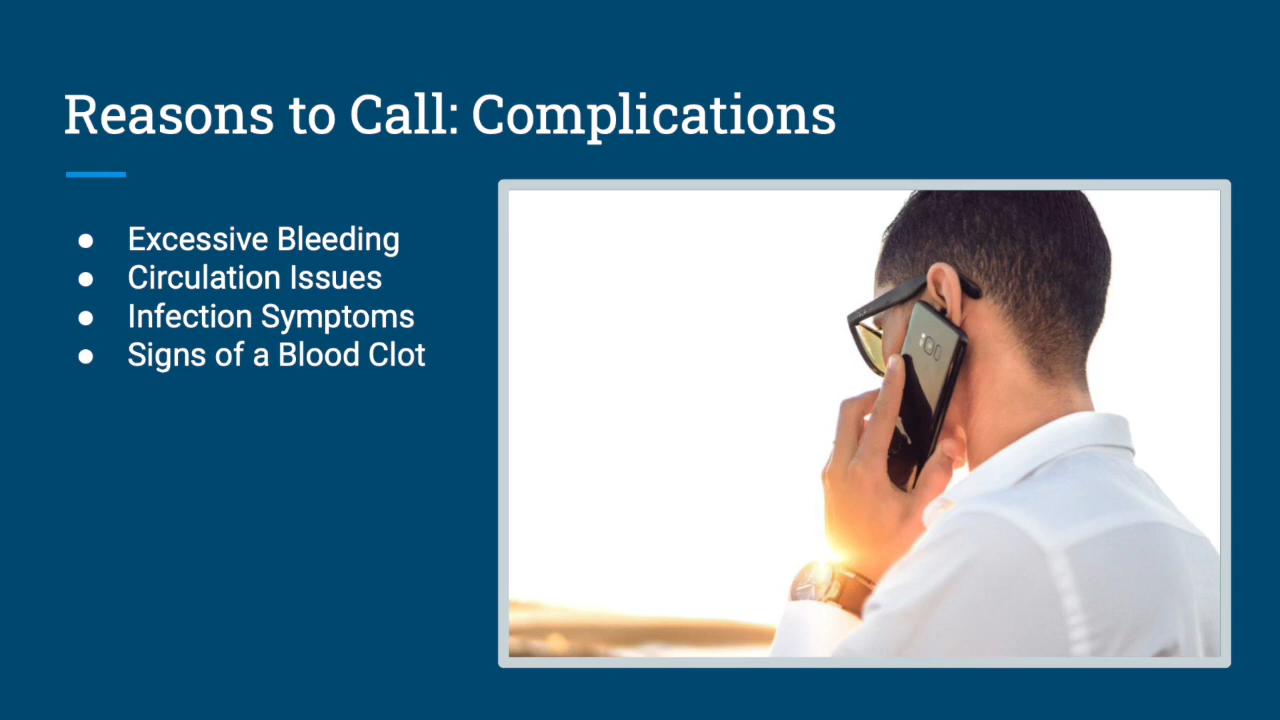 Reasons to Call: Complications
● Excessive Bleeding
● Circulation Issues
● Infection Symptoms
● Signs of a Blood Clot